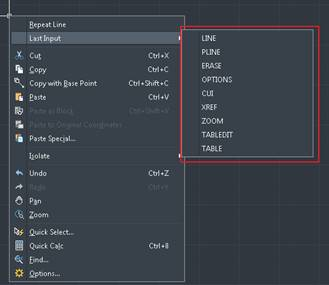 Repeat Line
Last Input
LINE
PLINE
ERASE
OPTIONS
CUI
XREF
ZOOM
TABLEDIT
TABLE
Cut Ctrl+X
Copy Ctrl+C
Copy with Base Point Ctrl+Shift+C
Paste Ctrl+V
Paste as Block Ctrl+Shift+V
Paste to Original Coordinates
Paste Special...
Isolate
Undo Ctrl+Z
Redo Ctrl+Y
Pan
Zoom
Quick Select...
Quick Calc Ctrl+8
Find...
Options...